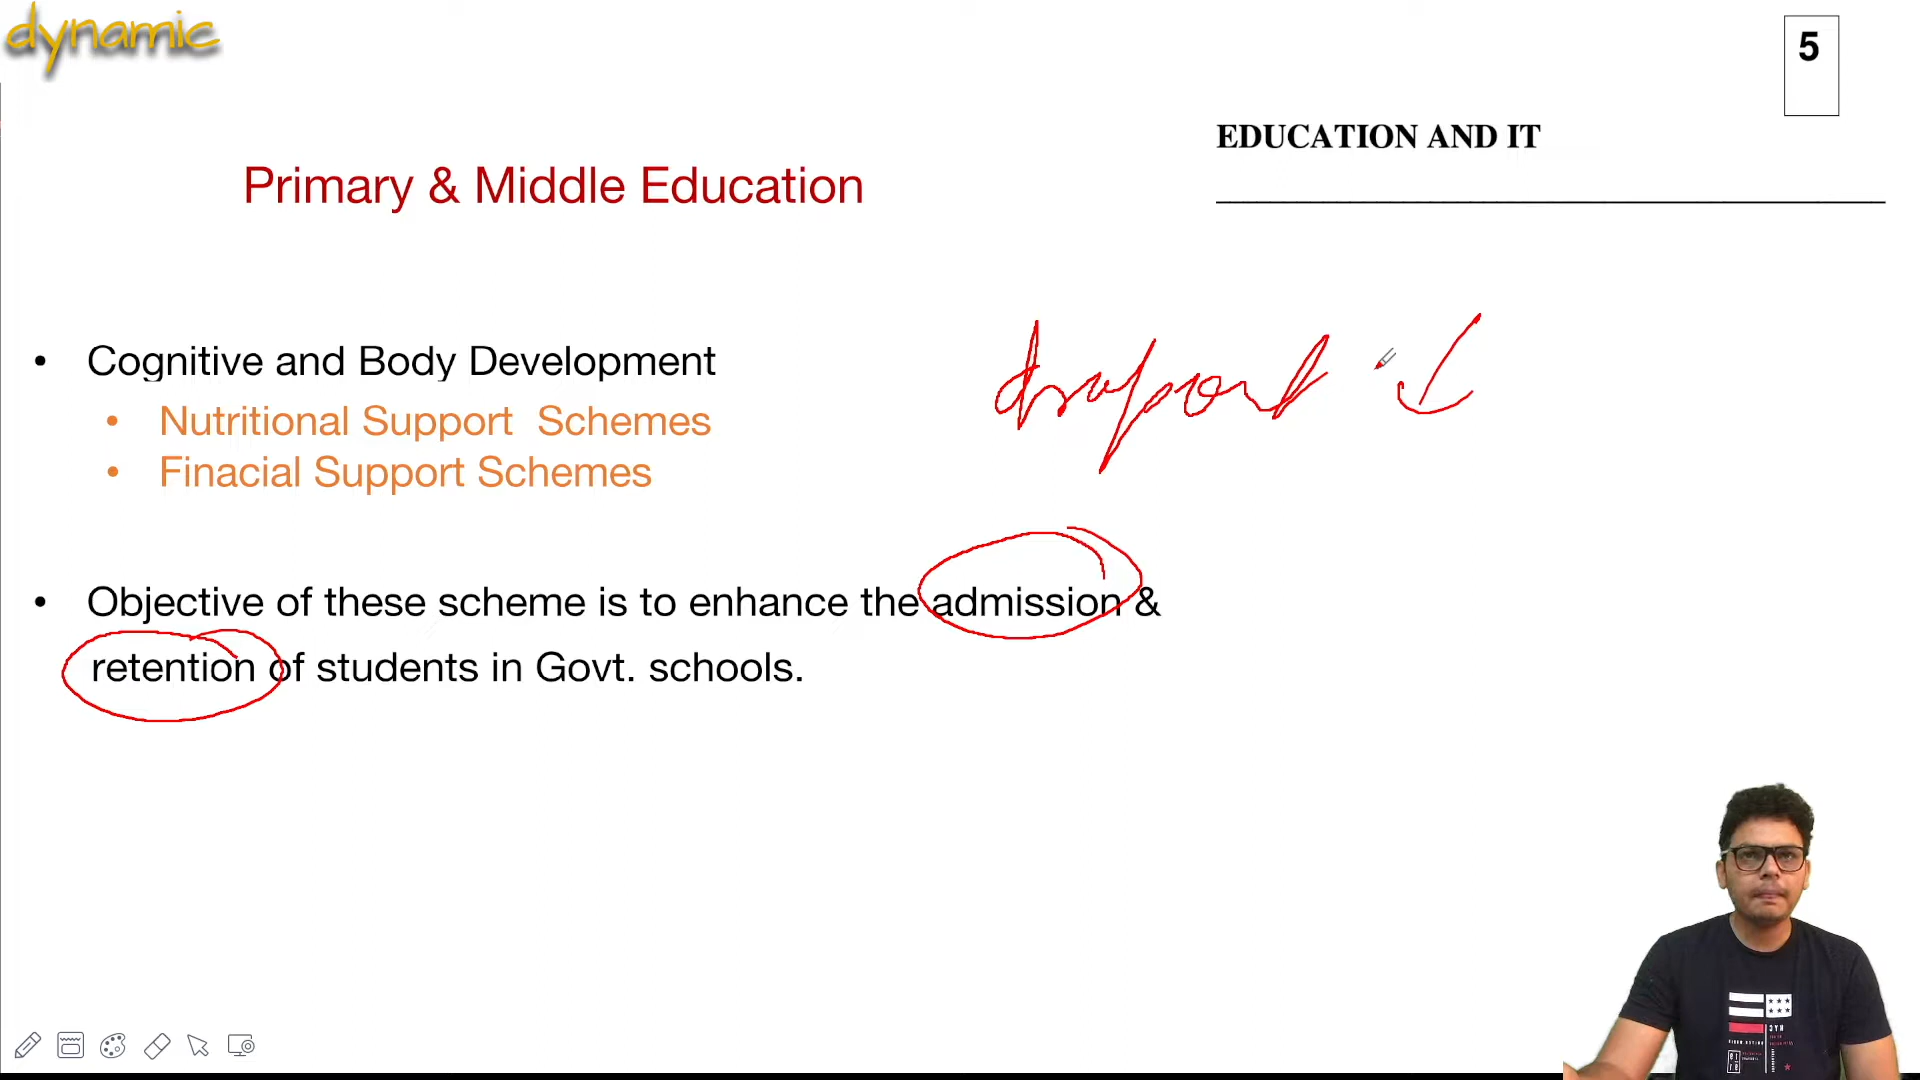 dynamic
5
EDUCATION AND IT
Primary & Middle Education
• Cognitive and Body Development
• Nutritional Support Schemes
• Finacial Support Schemes
• Objective of these scheme is to enhance the admission &
retention of students in Govt. schools.